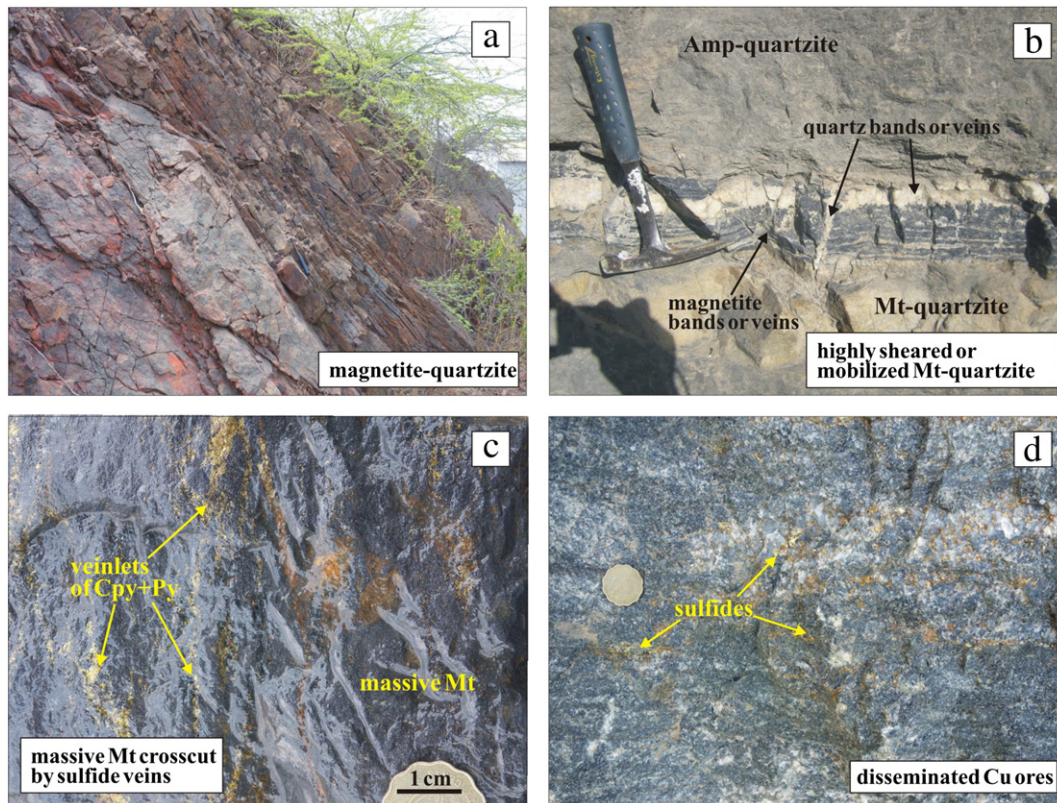 a
magnetite-quartzite
b
Amp-quartzite
quartz bands or veins
magnetite
bands or veins
Mt-quartzite
highly sheared or
mobilized Mt-quartzite
c
veinlets
of Cpy+Py
massive Mt
massive Mt crosscut
by sulfide veins
1 cm
d
sulfides
disseminated Cu ores